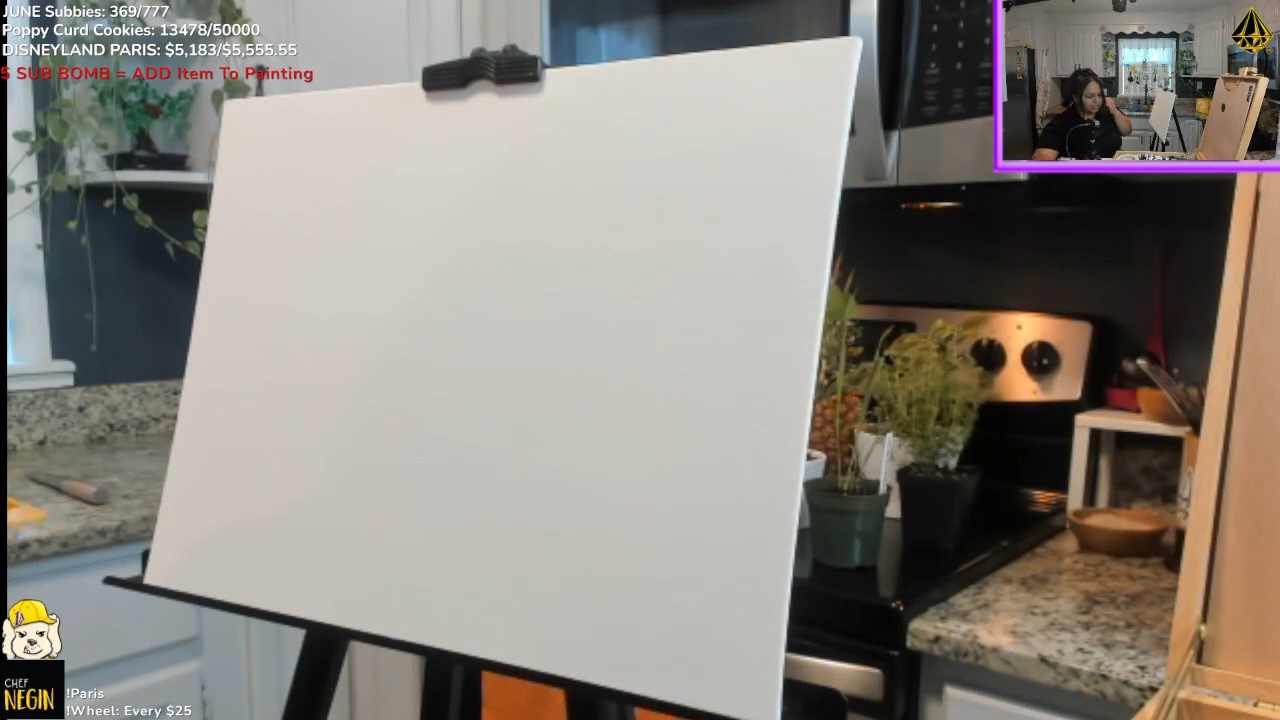 JUNE Subbies: 369/777
Poppy Curd Cookies: 13478/50000
DISNEYLAND PARIS: $5,183/$5,555.55
5 SUB BOMB = ADD Item To Painting
CHEF
NEGIN
!Paris
!Wheel: Every $25